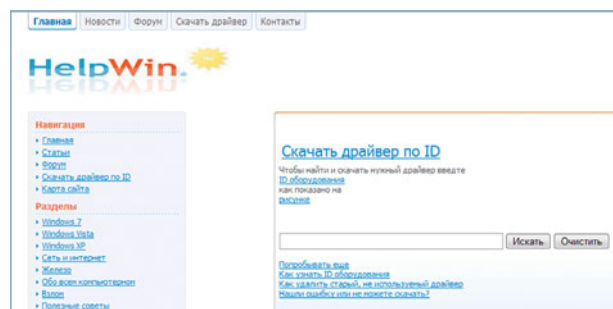 Главная Новости Форум Скачать драйвер Контакты
HelpWin.
Навигация
Главная
Статьи
Форум
Скачать драйвер по ID
Карта сайта
Разделы
Windows 7
Windows Vista
Windows XP
Сеть и интернет
Железо
Обо всем компьютерном
Взлом
Полезные советы
Скачать драйвер по ID
Чтобы найти и скачать нужный драйвер введите
ID оборудования
как показано на
рисунке
Искать Очистить
Попробывать еще
Как узнать ID оборудования
Как удалить старый, не используемый драйвер
Нашли ошибку или не можете скачать?